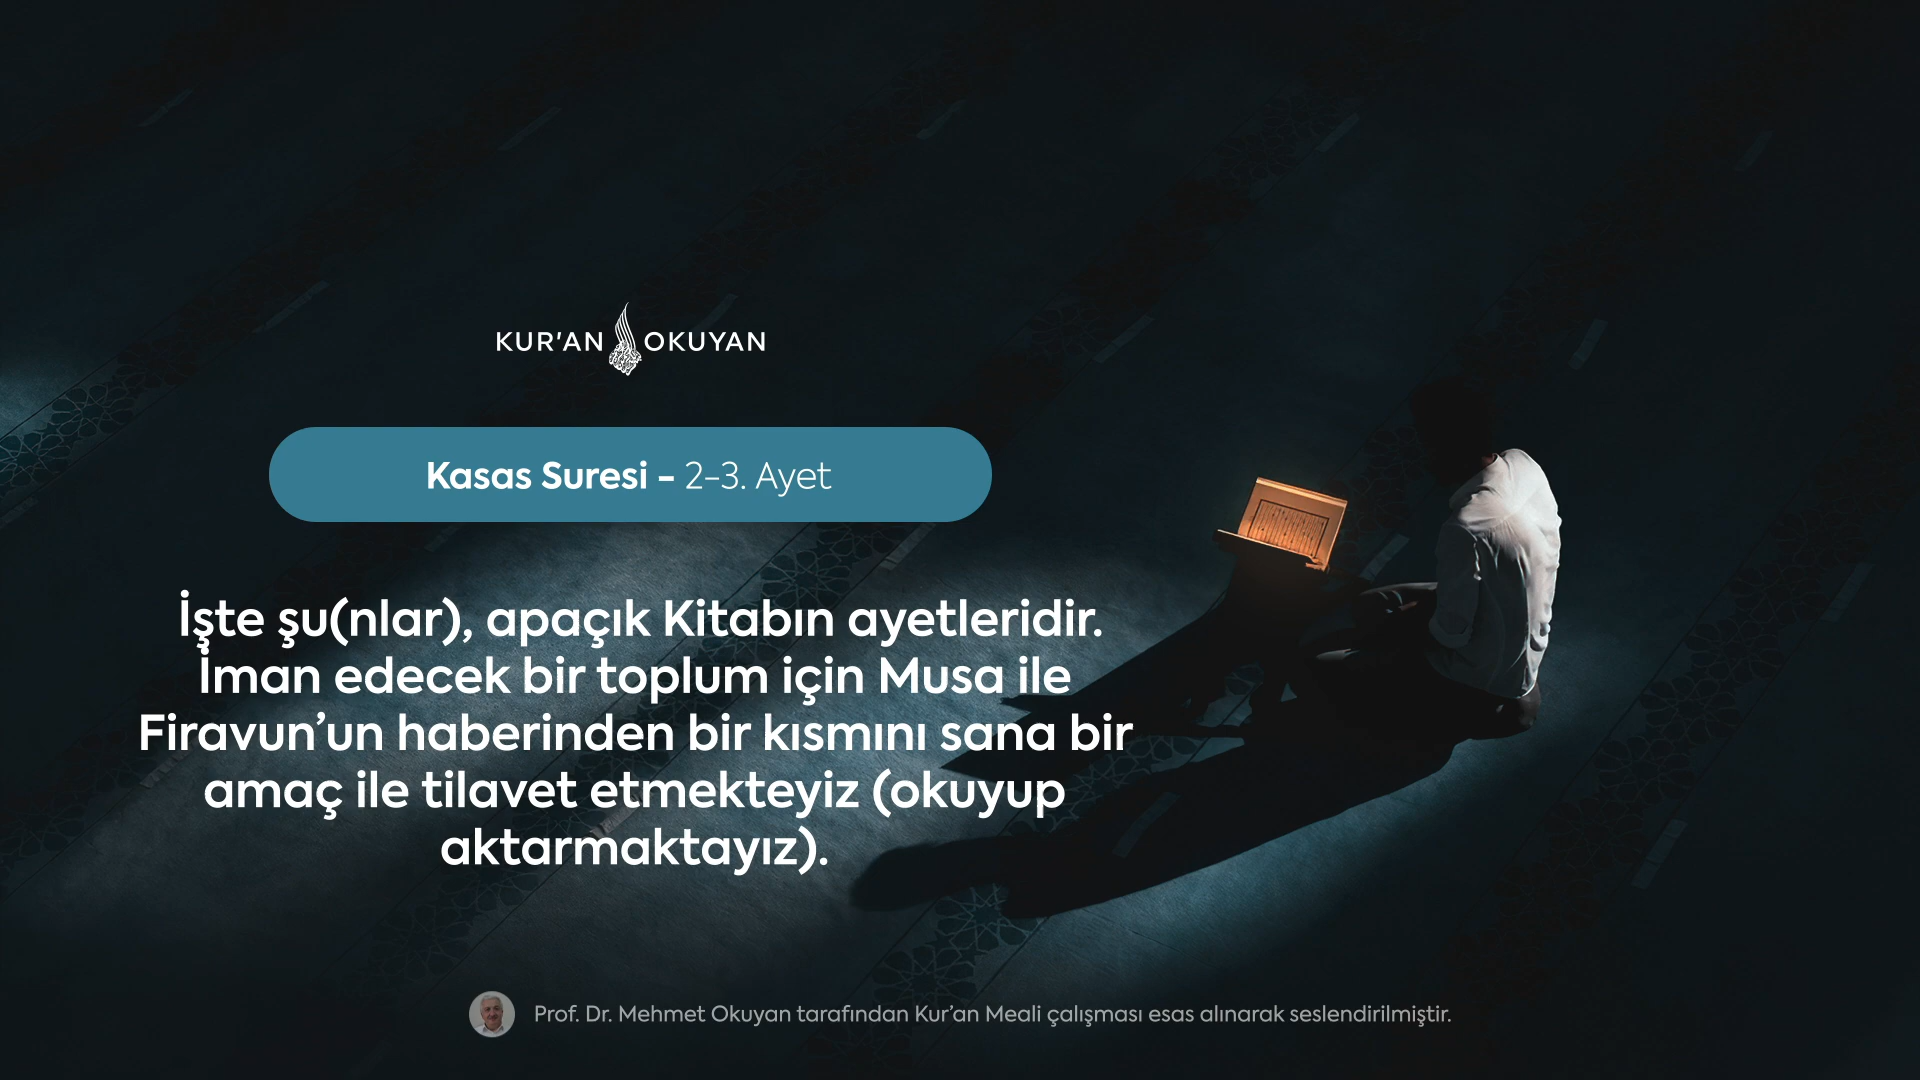 KUR'AN OKUYAN
Kasas Suresi - 2-3. Ayet
İşte şu(nlar), apaçık Kitabın ayetleridir.
İman edecek bir toplum için Musa ile
Firavun’un haberinden bir kısmını sana bir
amaç ile tilavet etmekteyiz (okuyup
aktarmaktayız).
Prof. Dr. Mehmet Okuyan tarafından Kur’an Meali çalışması esas alınarak seslendirilmiştir.